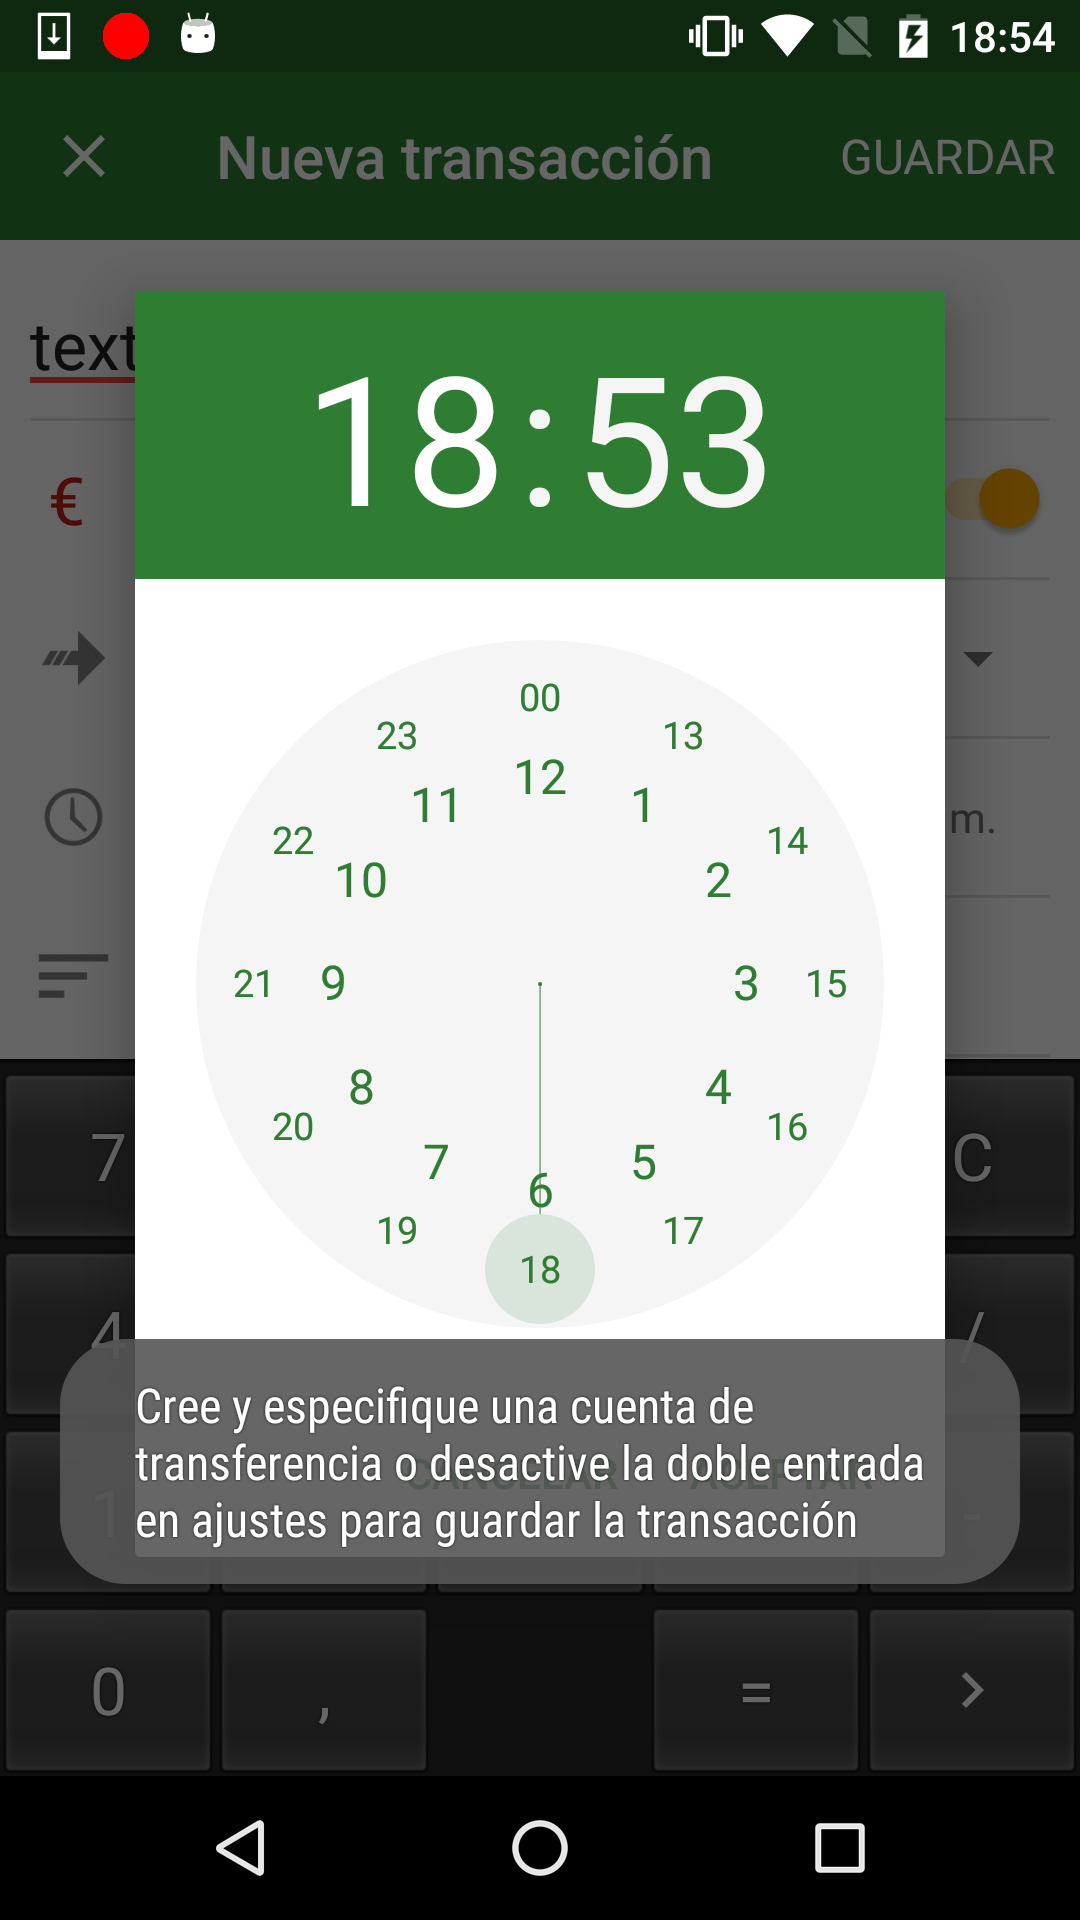 18:54
Nueva transacción GUARDAR
text
18:53
€
00
23 13
12
11 1
22 14
10 2
m.
21 9 3 15
8 4
20 16
7 5
6
19 17
18
7 C
4 /
Cree y especifique una cuenta de
transferencia o desactive la doble entrada
en ajustes para guardar la transacción
CANCELAR ACEPTAR
1 -
0 , = >